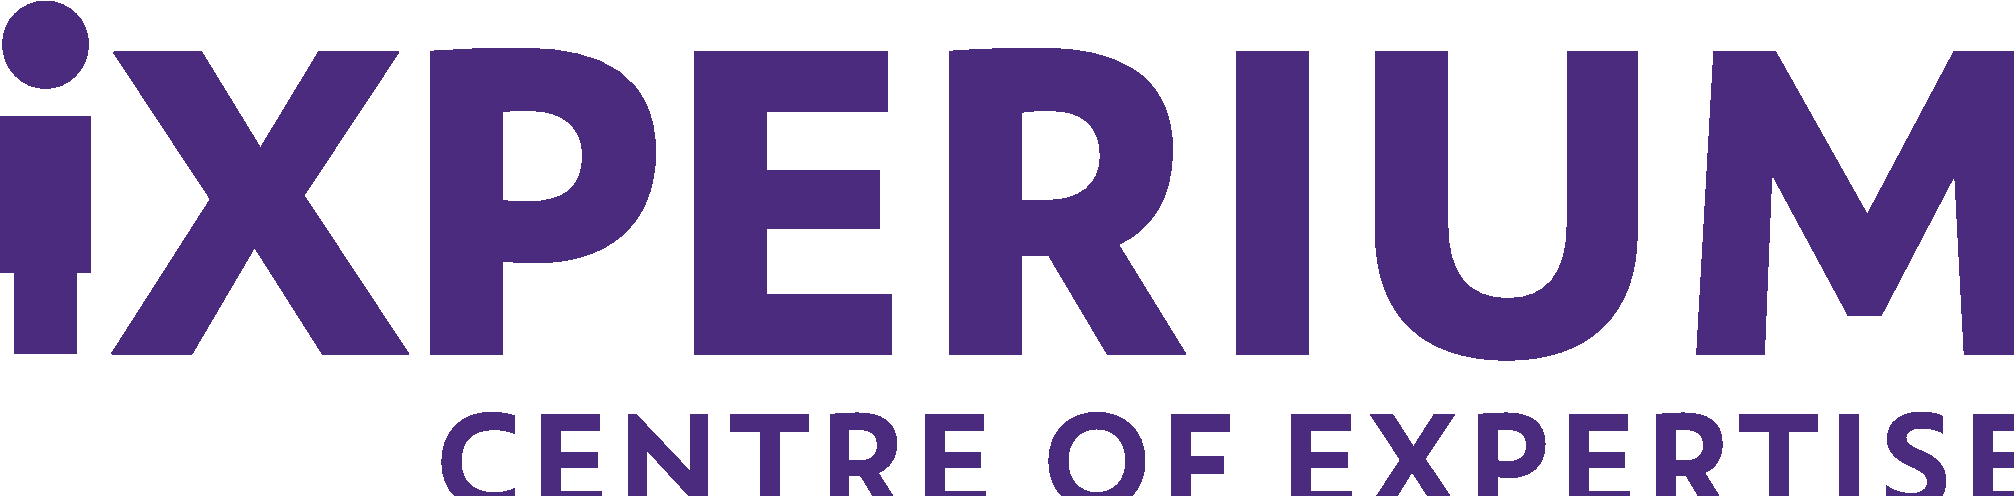 iXPERIUM
CENTRE OF EXPERTISE